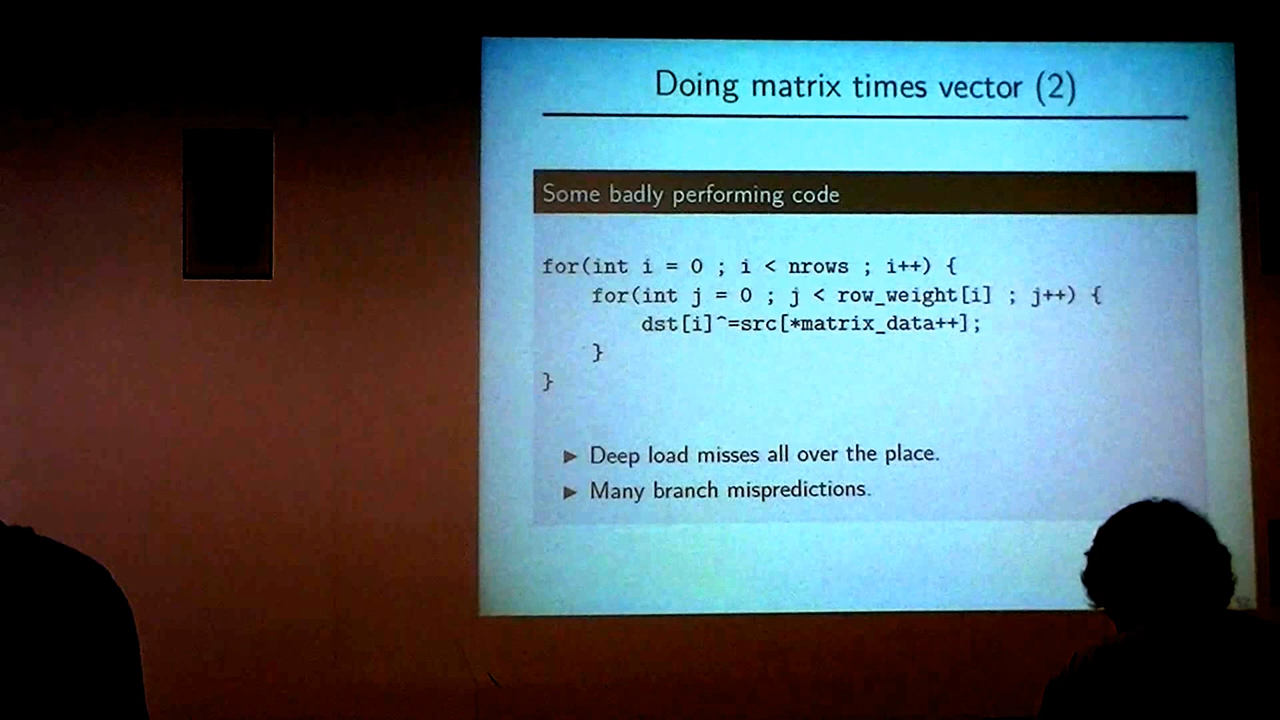 Doing matrix times vector (2)
Some badly performing code
for(int i = 0 ; i < nrows ; i++) {
    for(int j = 0 ; j < row_weight[i] ; j++) {
        dst[i]^=src[*matrix_data++];
    }
}
▶ Deep load misses all over the place.
▶ Many branch mispredictions.